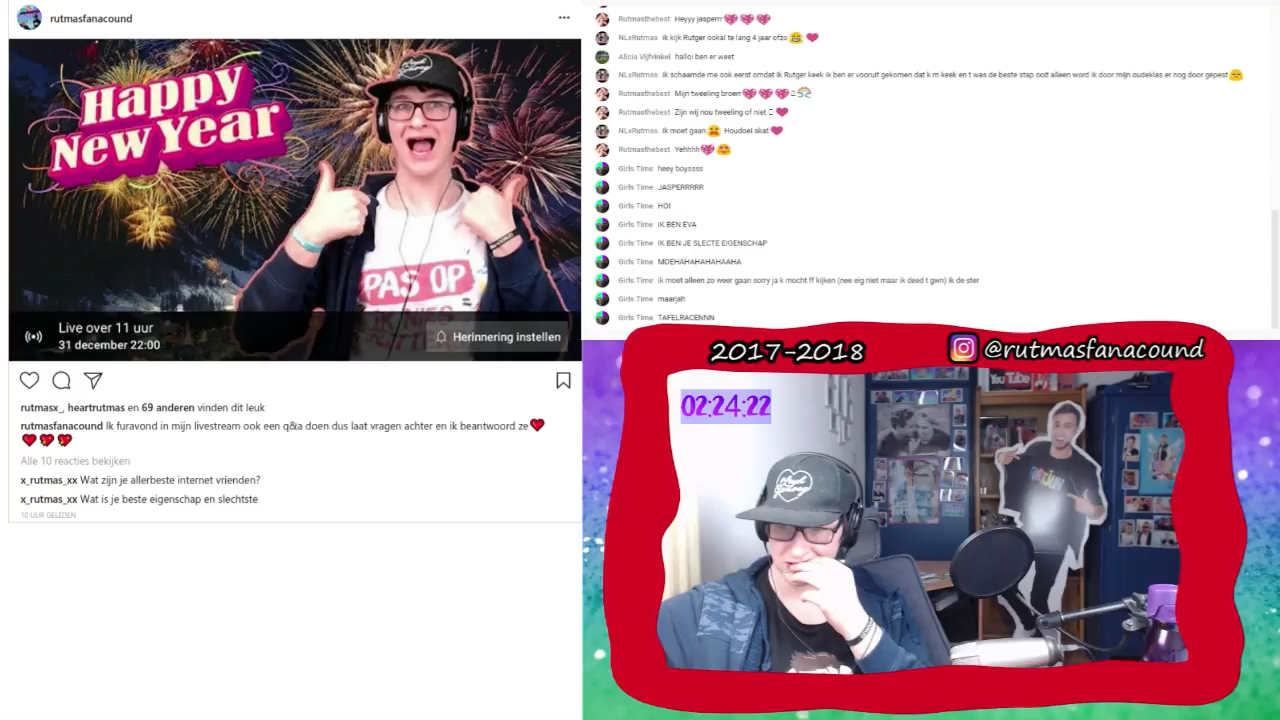 rutmasfanacound
Happy
New Year
PAS OP
Live over 11 uur
31 december 22:00
Herinnering instellen
rutmasx_, heartrutmas en 69 anderen vinden dit leuk
rutmasfanacound Ik furavond in mijn livestream ook een q&a doen dus laat vragen achter en ik beantwoord ze❤
❤💖💖
Alle 10 reacties bekijken
x_rutmas_xx Wat zijn je allerbeste internet vrienden?
x_rutmas_xx Wat is je beste eigenschap en slechtste
10 UUR GELEDEN
Rutmasthebest Heyyy jasperrr💖💖💖
NLxRutmas ik kijk Rutger ookal te lang 4 jaar ofzo😂❤
Alicia Vijfvinkel halloi ben er weet
NLxRutmas ik schaamde me ook eerst omdat ik Rutger keek ik ben er vooruit gekomen dat k m keek en t was de beste stap ooit alleen word ik door mijn oudeklas er nog door gepest😊
Rutmasthebest Mijn tweeling broerr💖💖💖
Rutmasthebest Zijn wij nou tweeling of niet ❤
NLxRutmas ik moet gaan😫 Houdoei skat❤
Rutmasthebest Yehhhh💖😍
Girls Time heey boyssss
Girls Time JASPERRRRR
Girls Time HOI
Girls Time IK BEN EVA
Girls Time IK BEN JE SLECTE EIGENSCHAP
Girls Time MOEHAHAHAHAHAAHA
Girls Time ik moet alleen zo weer gaan sorry ja k mocht ff kijken (nee eig niet maar ik deed t gwn) ik de ster
Girls Time maarjah
Girls Time TAFELRACENNNN
2017-2018
@rutmasfanacound
02:24:22
You Tube